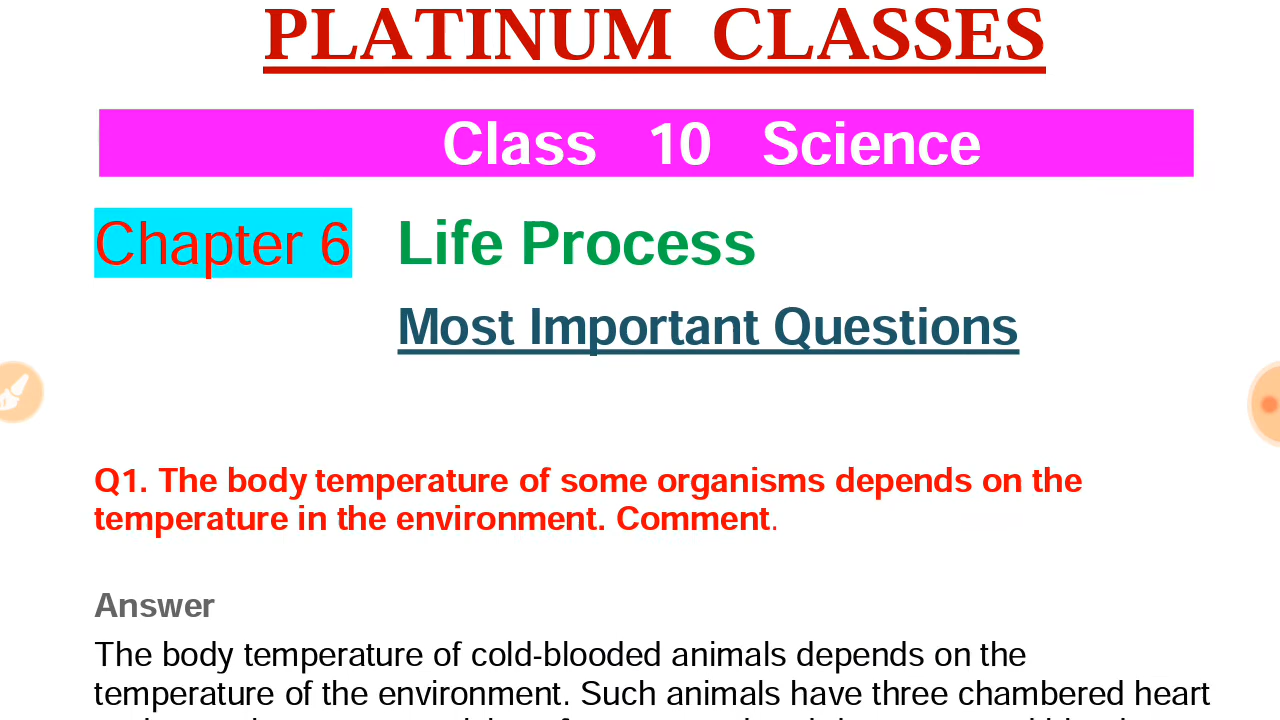 PLATINUM CLASSES
Class 10 Science
Chapter 6 Life Process
Most Important Questions
Q1. The body temperature of some organisms depends on the
temperature in the environment. Comment.
Answer
The body temperature of cold-blooded animals depends on the
temperature of the environment. Such animals have three chambered heart